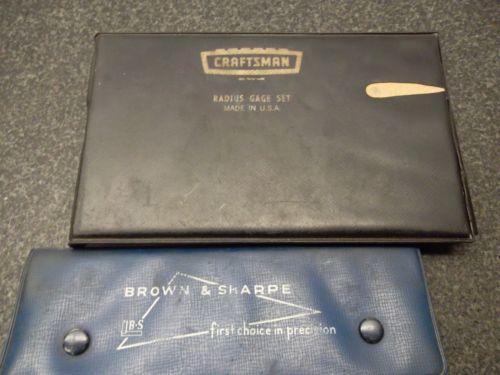 CRAFTSMAN
RADIUS GAGE SET
MADE IN U.S.A.
BROWN & SHARPE
B·S
first choice in precision